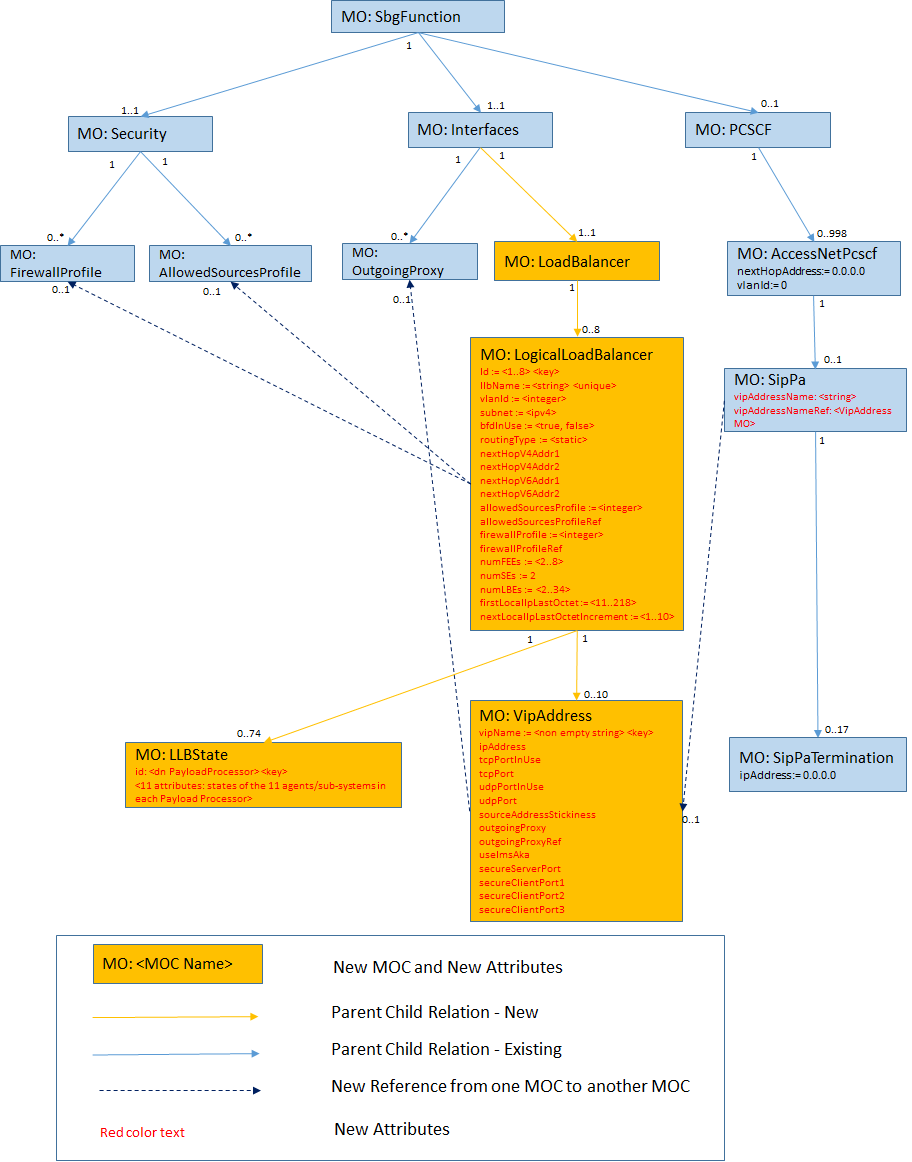 MO: SbgFunction
1
1..1
1..1
0..1
MO: Security
MO: Interfaces
MO: PCSCF
1
1
1
1
1
0..*
0..*
0..*
1..1
0..998
MO:
FirewallProfile
MO:
AllowedSourcesProfile
MO:
OutgoingProxy
MO: LoadBalancer
MO: AccessNetPcscf
nextHopAddress:= 0.0.0.0
vlanId:= 0
0..1
0..1
0..1
1
1
0..8
0..1
MO: LogicalLoadBalancer
Id := <1..8> <key>
llbName := <string> <unique>
vlanId := <integer>
subnet := <ipv4>
bfdInUse := <true, false>
routingType := <static>
nextHopV4Addr1
nextHopV4Addr2
nextHopV6Addr1
nextHopV6Addr2
allowedSourcesProfile := <integer>
allowedSourcesProfileRef
firewallProfile := <integer>
firewallProfileRef
numFEEs := <2..8>
numSEs := 2
numLBEs := <2..34>
firstLocalIpLastOctet := <11..218>
nextLocalIpLastOctetIncrement := <1..10>
MO: SipPa
vipAddressName: <string>
vipAddressNameRef: <VipAddress
MO>
1
1
1
0..10
0..74
0..17
MO: LLBState
id: <dn PayloadProcessor> <key>
<11 attributes: states of the 11 agents/sub-systems in
each Payload Processor>
MO: VipAddress
vipName := <non empty string> <key>
ipAddress
tcpPortInUse
tcpPort
udpPortInUse
udpPort
sourceAddressStickiness
outgoingProxy
outgoingProxyRef
useImsAka
secureServerPort
secureClientPort1
secureClientPort2
secureClientPort3
0..1
MO: SipPaTermination
ipAddress:= 0.0.0.0
MO: <MOC Name>
New MOC and New Attributes
Parent Child Relation - New
Parent Child Relation - Existing
New Reference from one MOC to another MOC
Red color text
New Attributes